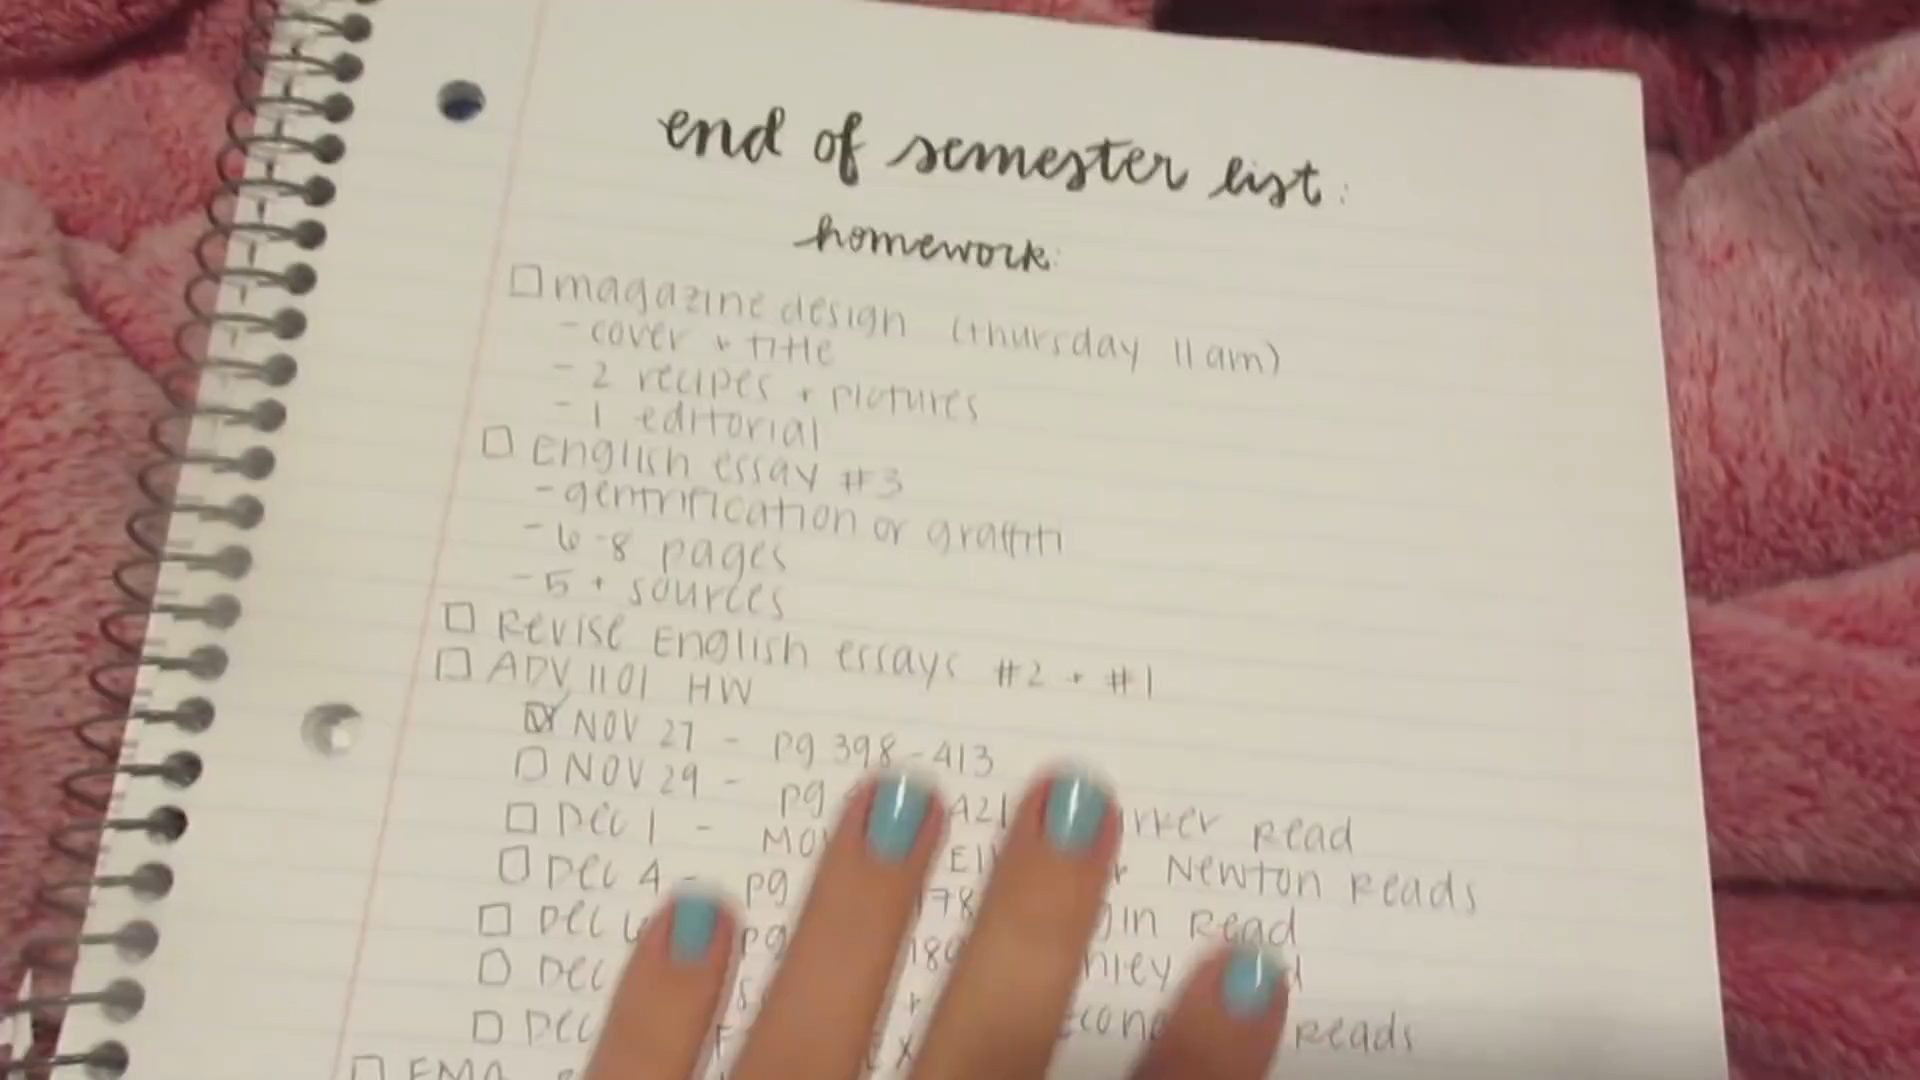 end of semester list:
homework:
magazine design (thursday 11am)
- cover + title
- 2 recipes + pictures
- 1 editorial
English essay #3
- gentrification or graffiti
- 6-8 pages
- 5 + sources
Revise English essays #2 + #1
ADV 1101 HW
NOV 27 - pg 398-413
NOV 29 - pg read
Dec 1 - Newton Reads
Dec 4 - pg Read
Dec pg
Dec
Dec Reads